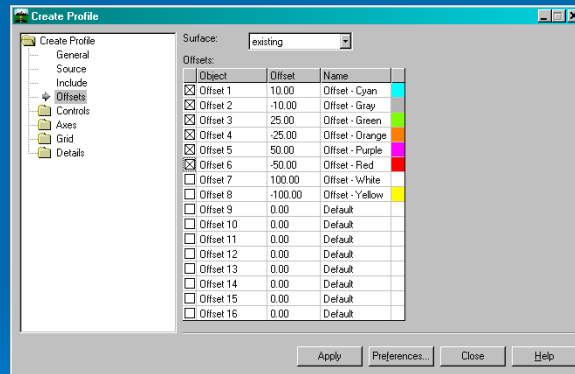 Create Profile
Surface: existing
Create Profile
General
Source
Include
Offsets
Controls
Axes
Grid
Details
Offsets:
Object Offset Name
Offset 1 10.00 Offset - Cyan
Offset 2 -10.00 Offset - Gray
Offset 3 25.00 Offset - Green
Offset 4 -25.00 Offset - Orange
Offset 5 50.00 Offset - Purple
Offset 6 -50.00 Offset - Red
Offset 7 100.00 Offset - White
Offset 8 -100.00 Offset - Yellow
Offset 9 0.00 Default
Offset 10 0.00 Default
Offset 11 0.00 Default
Offset 12 0.00 Default
Offset 13 0.00 Default
Offset 14 0.00 Default
Offset 15 0.00 Default
Offset 16 0.00 Default
Apply Preferences... Close Help